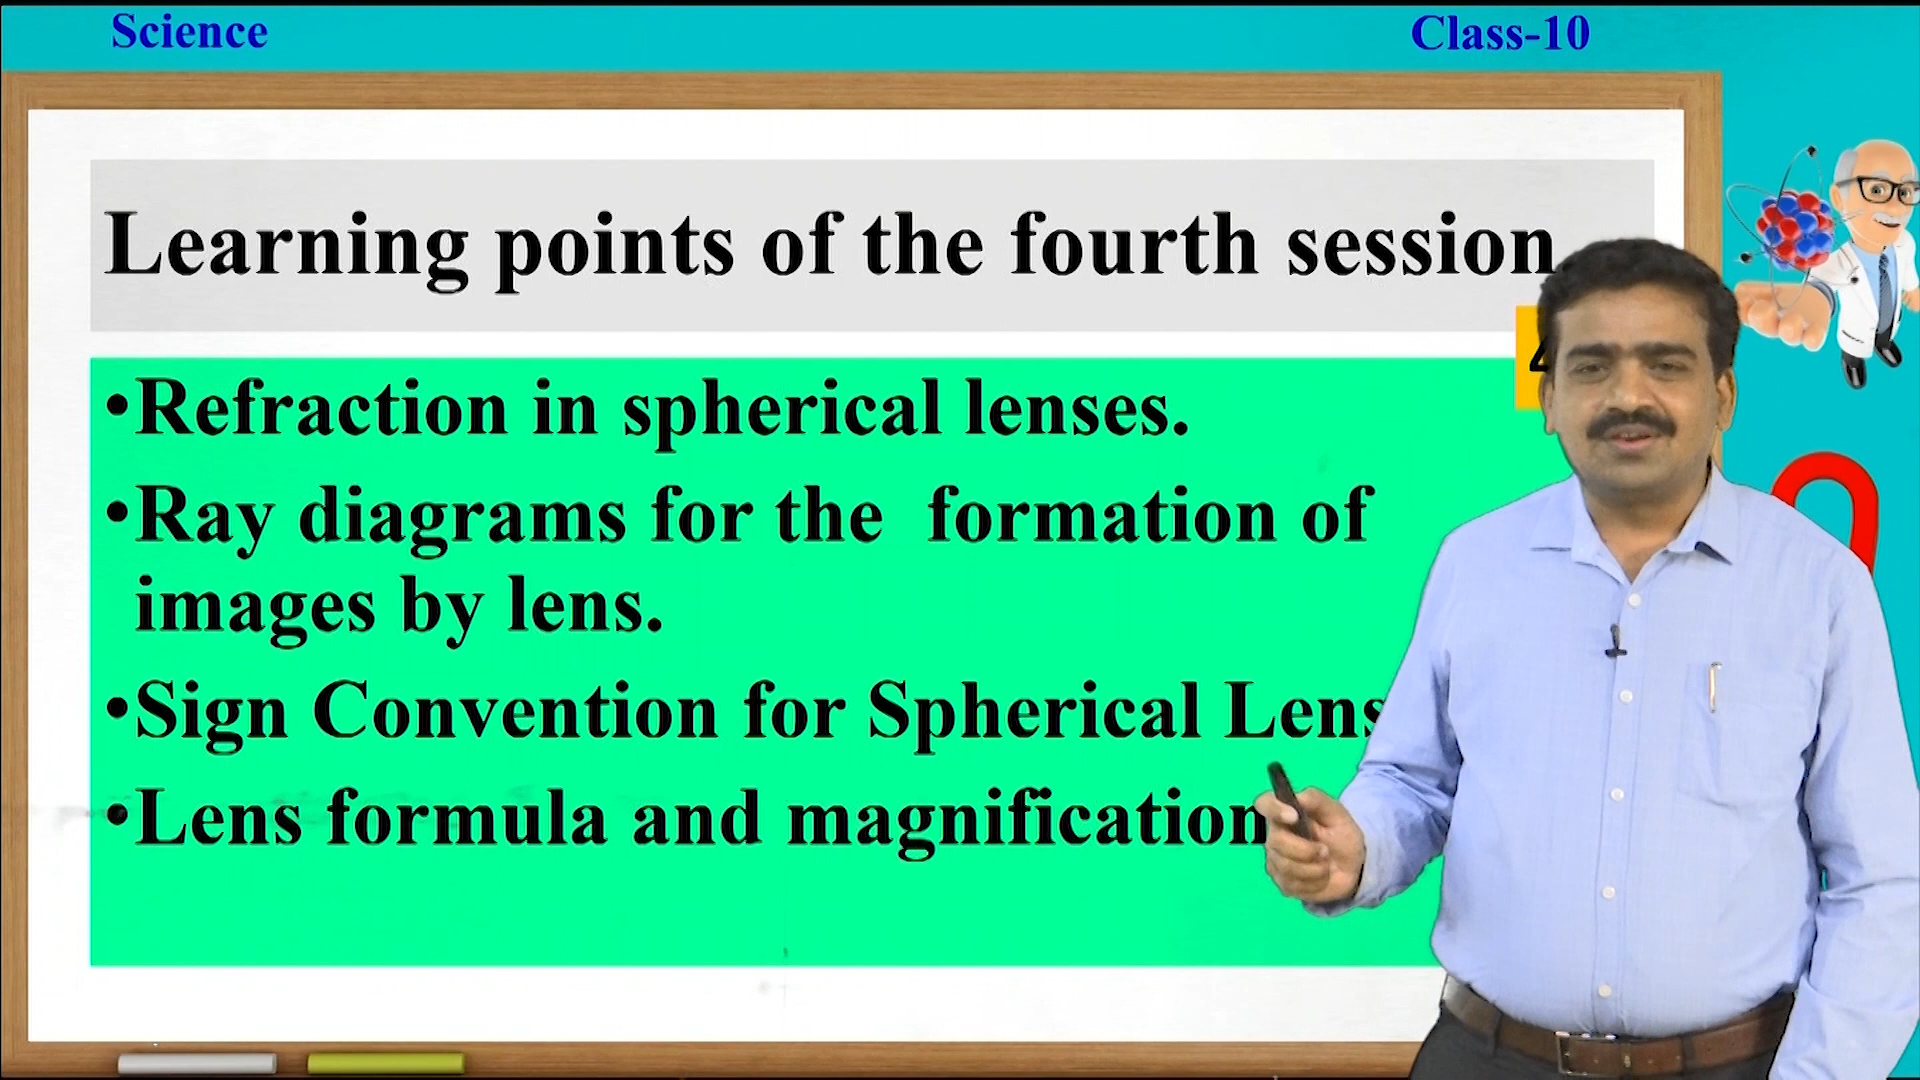 Science
Class-10
Learning points of the fourth session
•Refraction in spherical lenses.
•Ray diagrams for the  formation of
images by lens.
•Sign Convention for Spherical Lens
•Lens formula and magnification